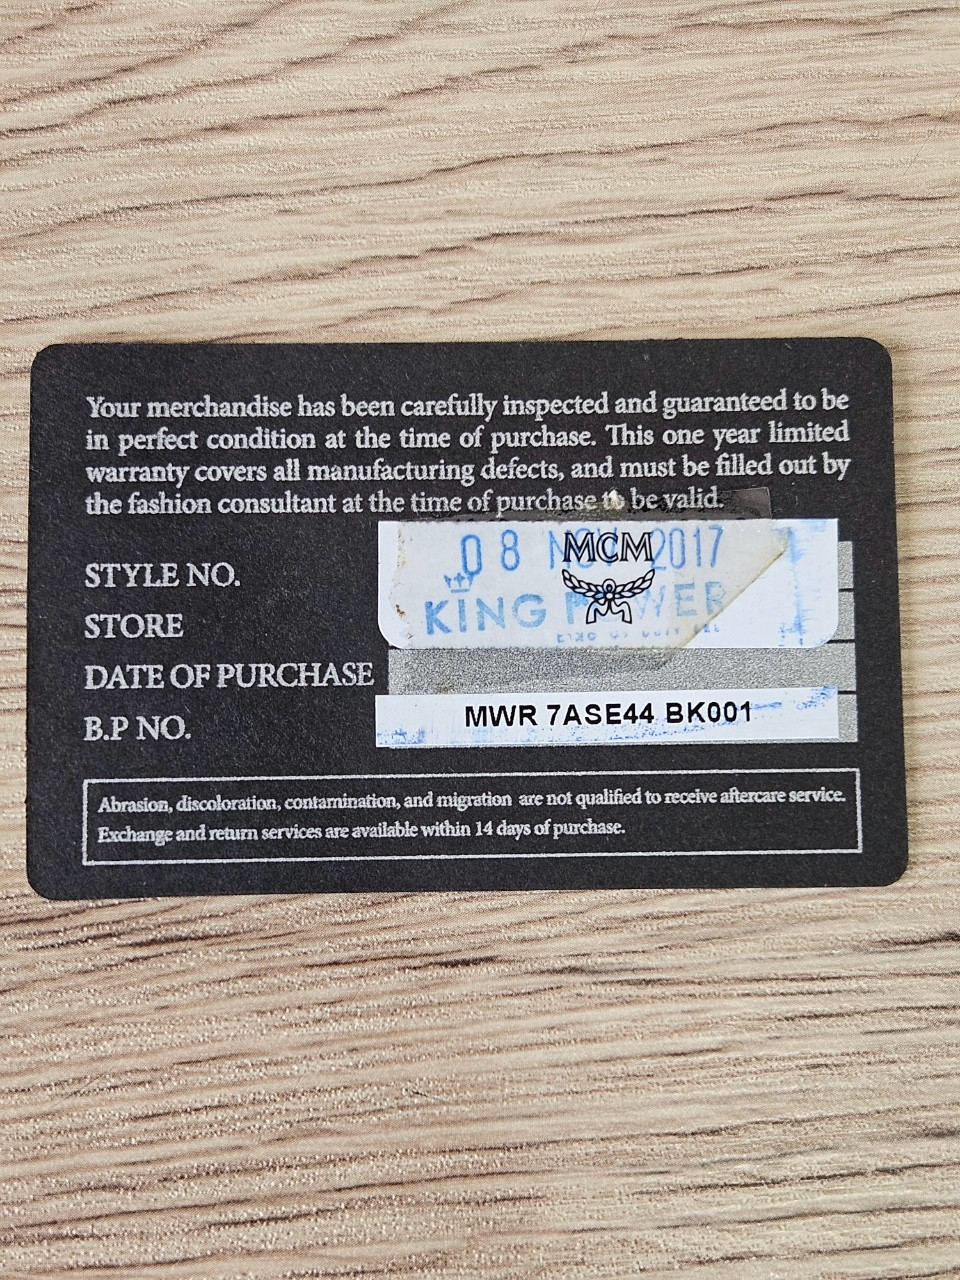 Your merchandise has been carefully inspected and guaranteed to be
in perfect condition at the time of purchase. This one year limited
warranty covers all manufacturing defects, and must be filled out by
the fashion consultant at the time of purchase to be valid.
08 NOV 2017
MCM
STYLE NO.
KING POWER
STORE
DATE OF PURCHASE
MWR 7ASE44 BK001
B.P NO.
Abrasion, discoloration, contamination, and migration are not qualified to receive aftercare service.
Exchange and return services are available within 14 days of purchase.